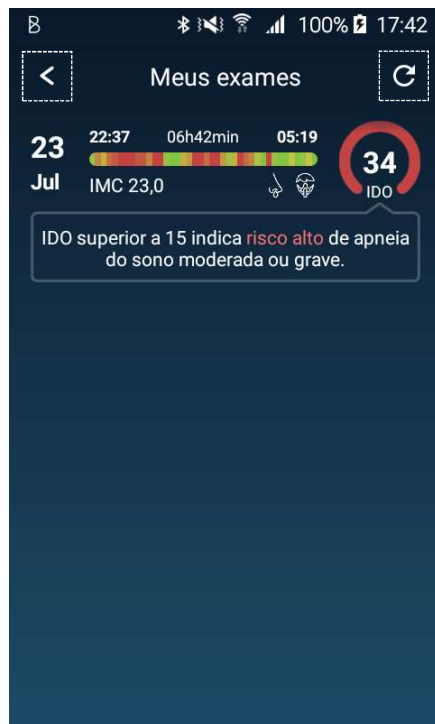 B 100% 17:42
Meus exames
22:37 06h42min 05:19
23 Jul
IMC 23,0
34
IDO
IDO superior a 15 indica risco alto de apneia
do sono moderada ou grave.